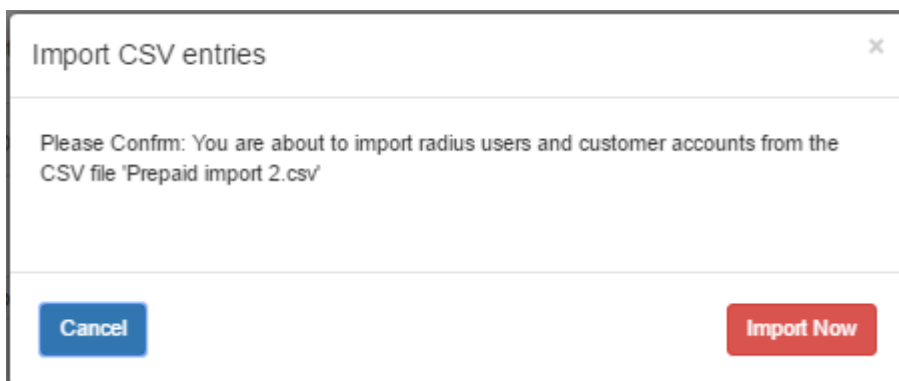 Import CSV entries
Please Confrm: You are about to import radius users and customer accounts from the
CSV file 'Prepaid import 2.csv'
Cancel
Import Now